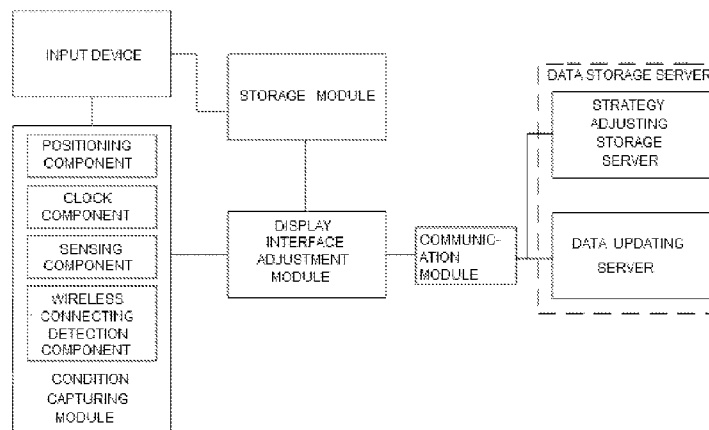 INPUT DEVICE
STORAGE MODULE
DATA STORAGE SERVER
STRATEGY
ADJUSTING
STORAGE
SERVER
POSITIONING
COMPONENT
CLOCK
COMPONENT
SENSING
COMPONENT
WIRELESS
CONNECTING
DETECTION
COMPONENT
CONDITION
CAPTURING
MODULE
DISPLAY
INTERFACE
ADJUSTMENT
MODULE
COMMUNIC-
ATION
MODULE
DATA UPDATING
SERVER